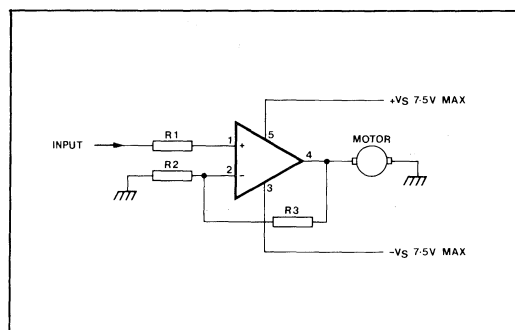 +VS 7·5V MAX
MOTOR
INPUT
R1
1
+
5
4
R2
2
-
3
R3
-VS 7·5V MAX